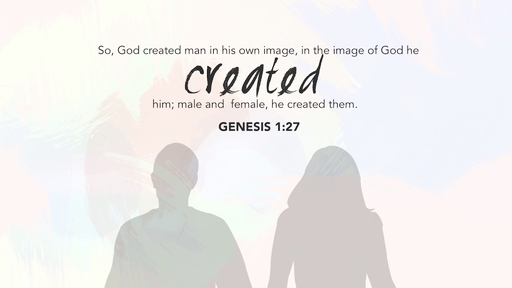 So, God created man in his own image, in the image of God he
created
him; male and female, he created them.
GENESIS 1:27